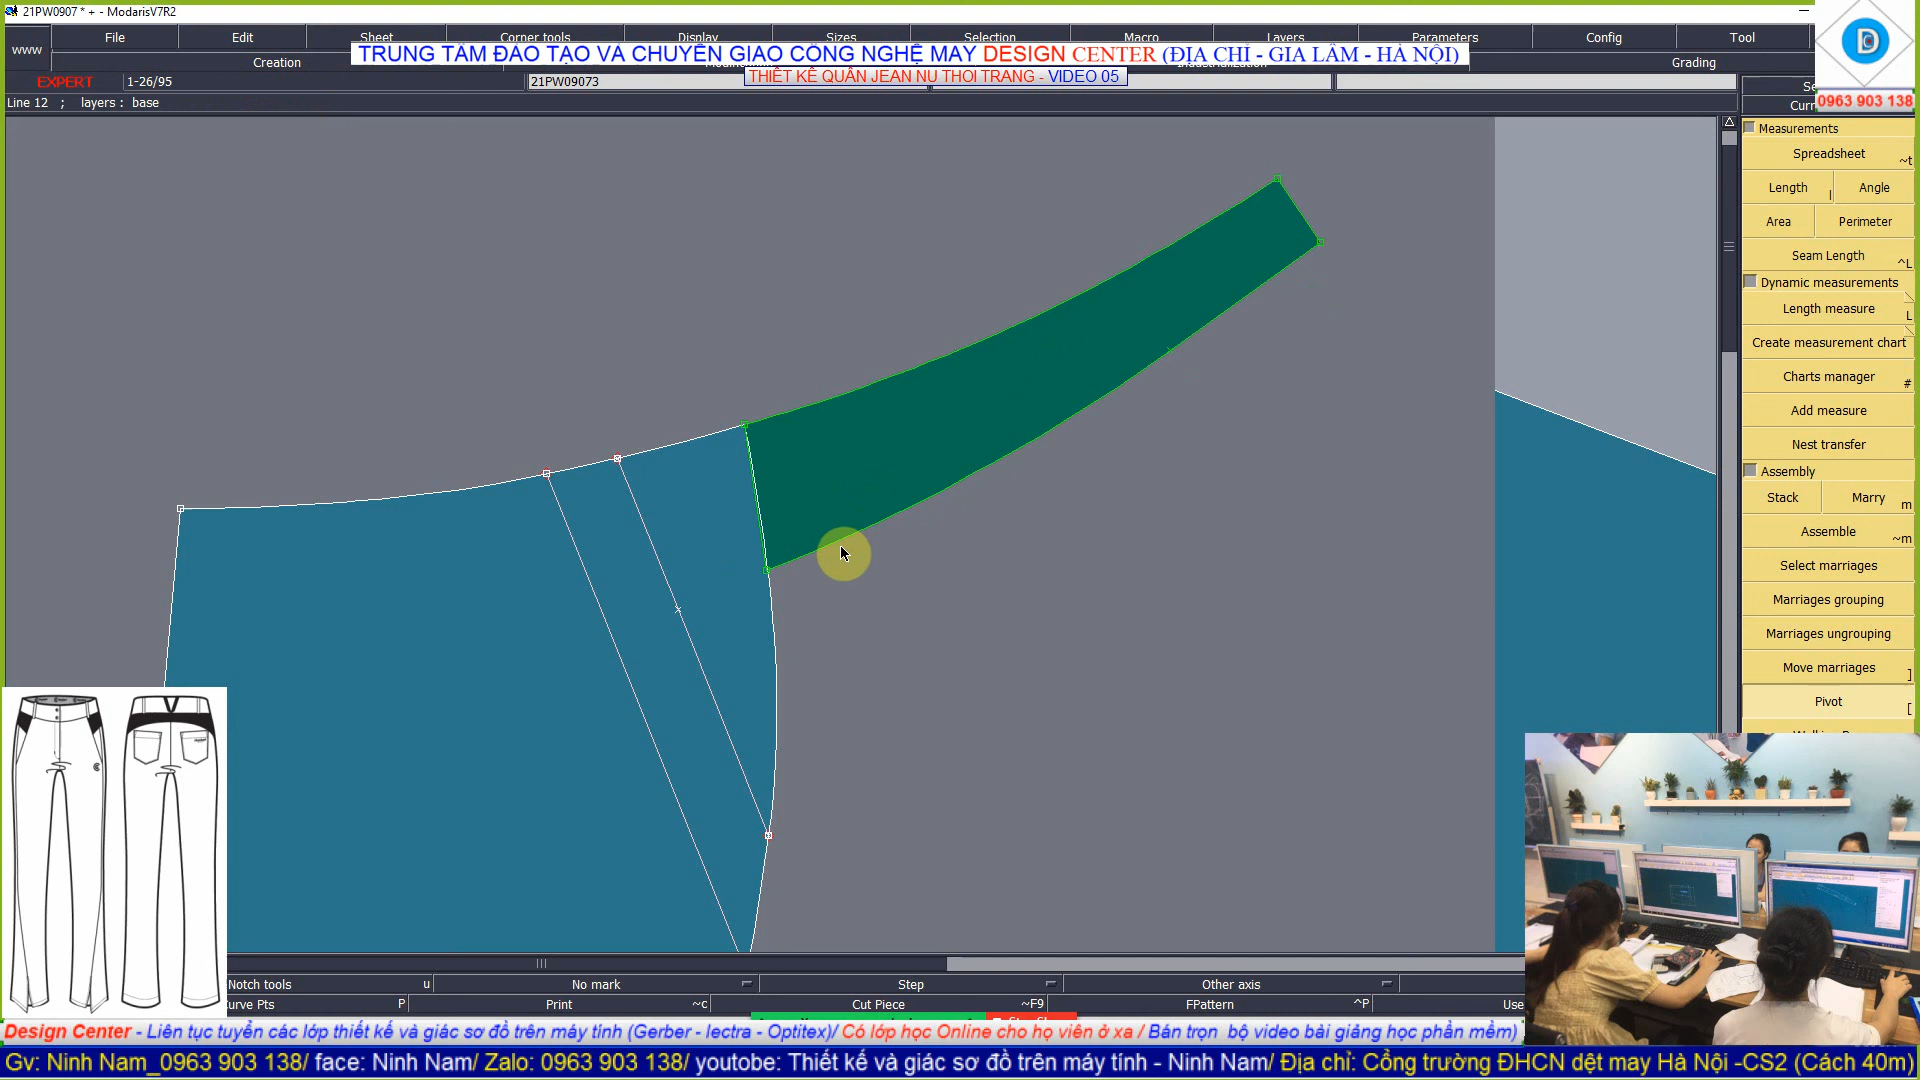 21PW0907 * + - ModarisV7R2
www
File
Edit
Sheet
Corner tools
Display
Sizes
Selection
Layers
Macro
Parameters
Config
Tool
TRUNG TÂM ĐÀO TẠO VÀ CHUYỂN GIAO CÔNG NGHỆ MAY DESIGN CENTER (ĐỊA CHỈ - GIA LÂM - HÀ NỘI)
Creation
Grading
THIẾT KẾ QUẦN JEAN NỮ THỜI TRANG - VIDEO 05
EXPERT
1-26/95
21PW09073
0963 903 138
Line 12 ; layers : base
Measurements
Spreadsheet ~t
Length l
Angle
Area
Perimeter
Seam Length ^L
Dynamic measurements
Length measure L
Create measurement chart
Charts manager #
Add measure
Nest transfer
Assembly
Stack
Marry m
Assemble ~m
Select marriages
Marriages grouping
Marriages ungrouping
Move marriages ]
Pivot [
Notch tools u
No mark
Step
Other axis
Print ~c
Cut Piece ~F9
FPattern ^P
Design Center - Liên tục tuyển các lớp thiết kế và giác sơ đồ trên máy tính (Gerber - lectra - Optitex)/ Có lớp học Online cho họ viên ở xa / Bán trọn bộ video bài giảng học phần mềm)
Gv: Ninh Nam_0963 903 138/ face: Ninh Nam/ Zalo: 0963 903 138/ youtobe: Thiết kế và giác sơ đồ trên máy tính - Ninh Nam/ Địa chỉ: Cổng trường ĐHCN dệt may Hà Nội -CS2 (Cách 40m)